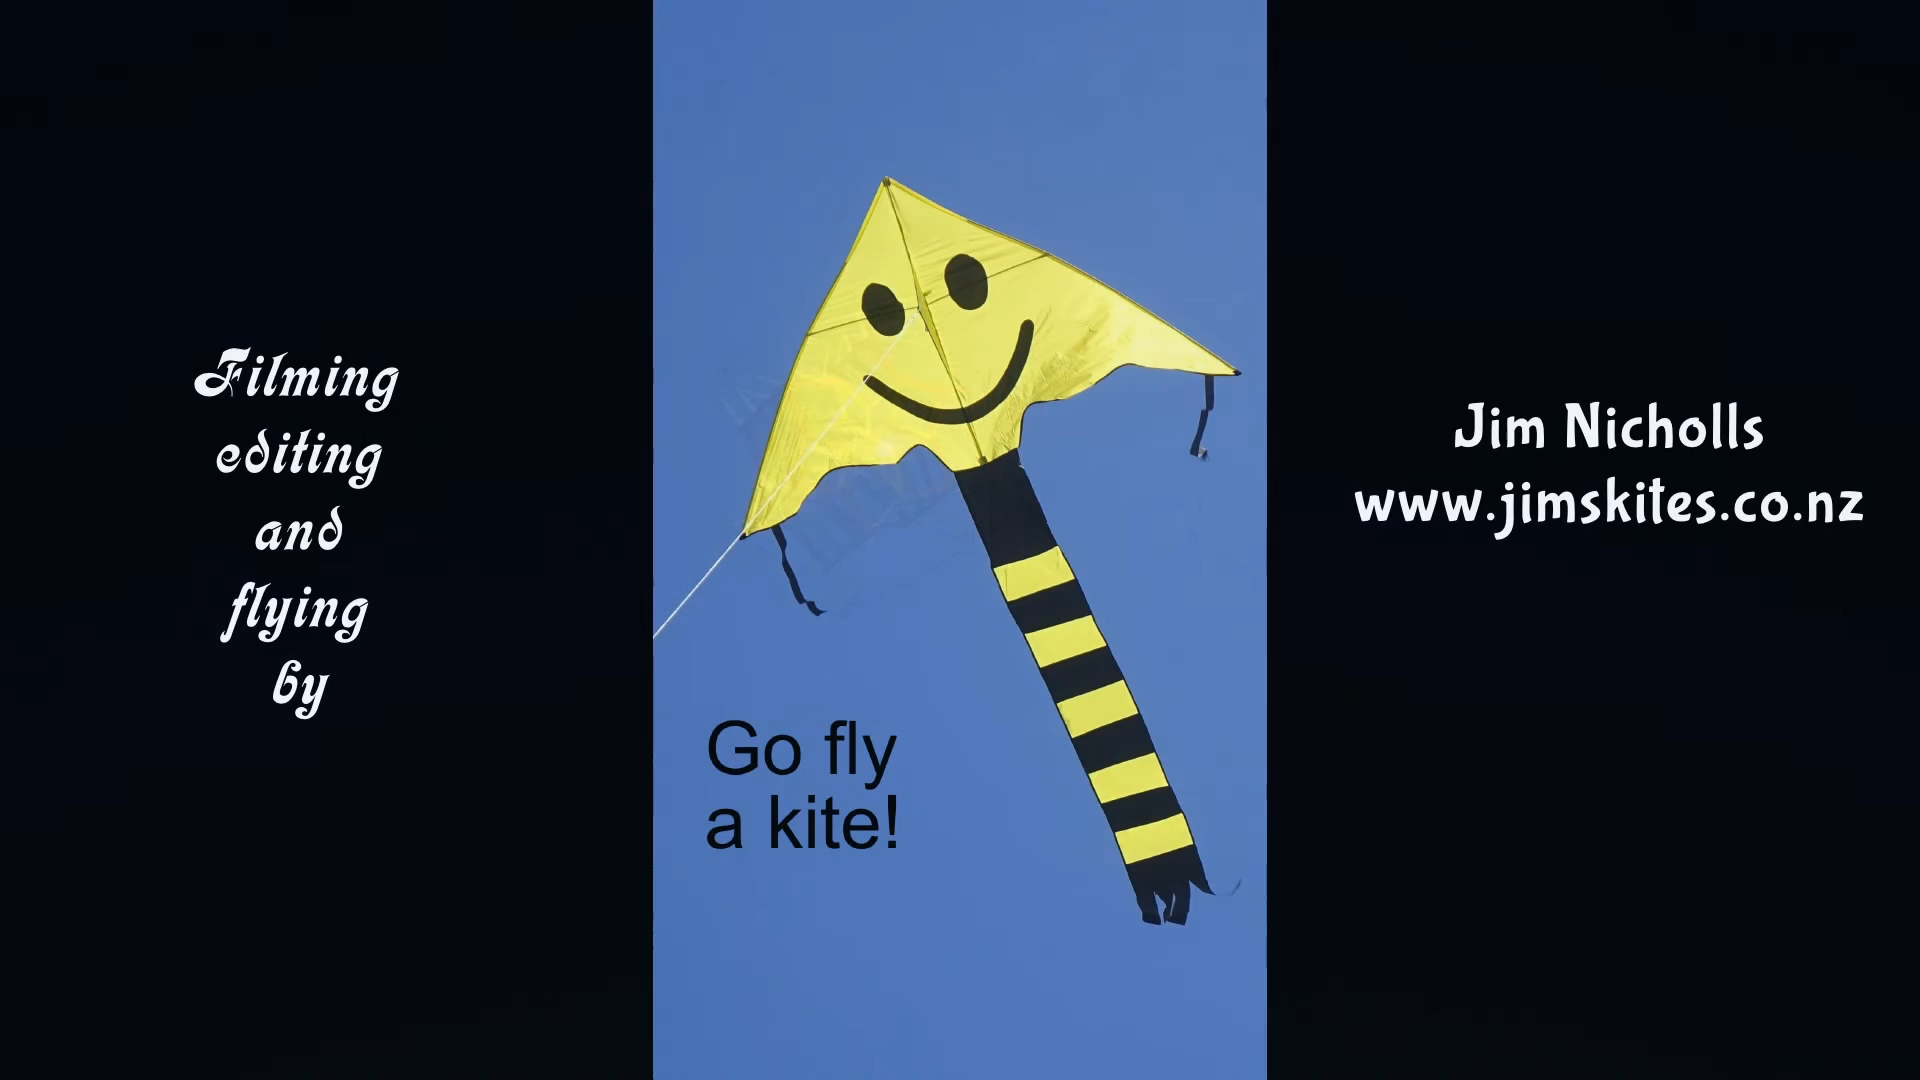 Filming
editing
and
flying
by
Go fly
a kite!
Jim Nicholls
www.jimskites.co.nz